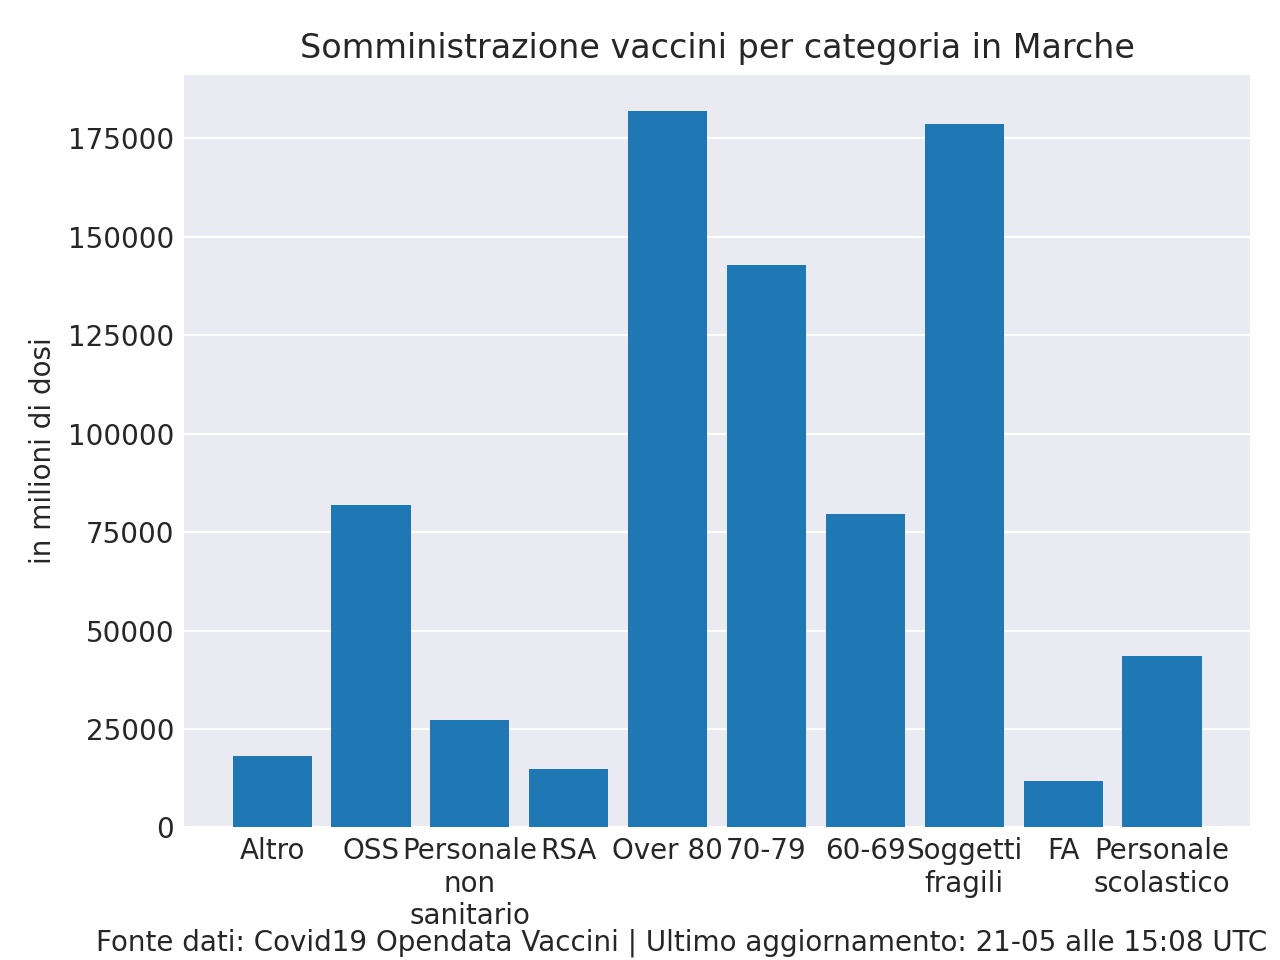 Somministrazione vaccini per categoria in Marche
in milioni di dosi
175000
150000
125000
100000
75000
50000
25000
0
Altro
OSS
Personale
non
sanitario
RSA
Over 80
70-79
60-69
Soggetti
fragili
FA
Personale
scolastico
Fonte dati: Covid19 Opendata Vaccini | Ultimo aggiornamento: 21-05 alle 15:08 UTC